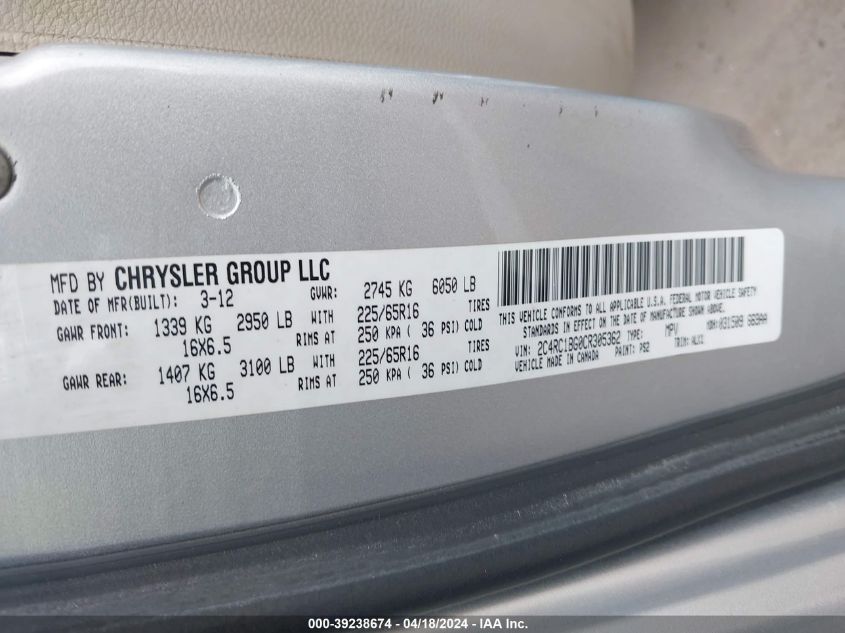 MFD BY CHRYSLER GROUP LLC
DATE OF MFR(BUILT): 3-12 GVWR: 2745 KG 6050 LB
GAWR FRONT: 1339 KG 2950 LB WITH 225/65R16 TIRES
16X6.5 RIMS AT 250 KPA ( 36 PSI) COLD
GAWR REAR: 1407 KG 3100 LB WITH 225/65R16 TIRES
16X6.5 RIMS AT 250 KPA ( 36 PSI) COLD
THIS VEHICLE CONFORMS TO ALL APPLICABLE U.S.A. FEDERAL MOTOR VEHICLE SAFETY
STANDARDS IN EFFECT ON THE DATE OF MANUFACTURE SHOWN ABOVE.
VIN: 2C4RC1BG0CR305362 TYPE: MPV MDH:
VEHICLE MADE IN CANADA PAINT: PS2 TRIM:
000-39238674 - 04/18/2024 - IAA Inc.